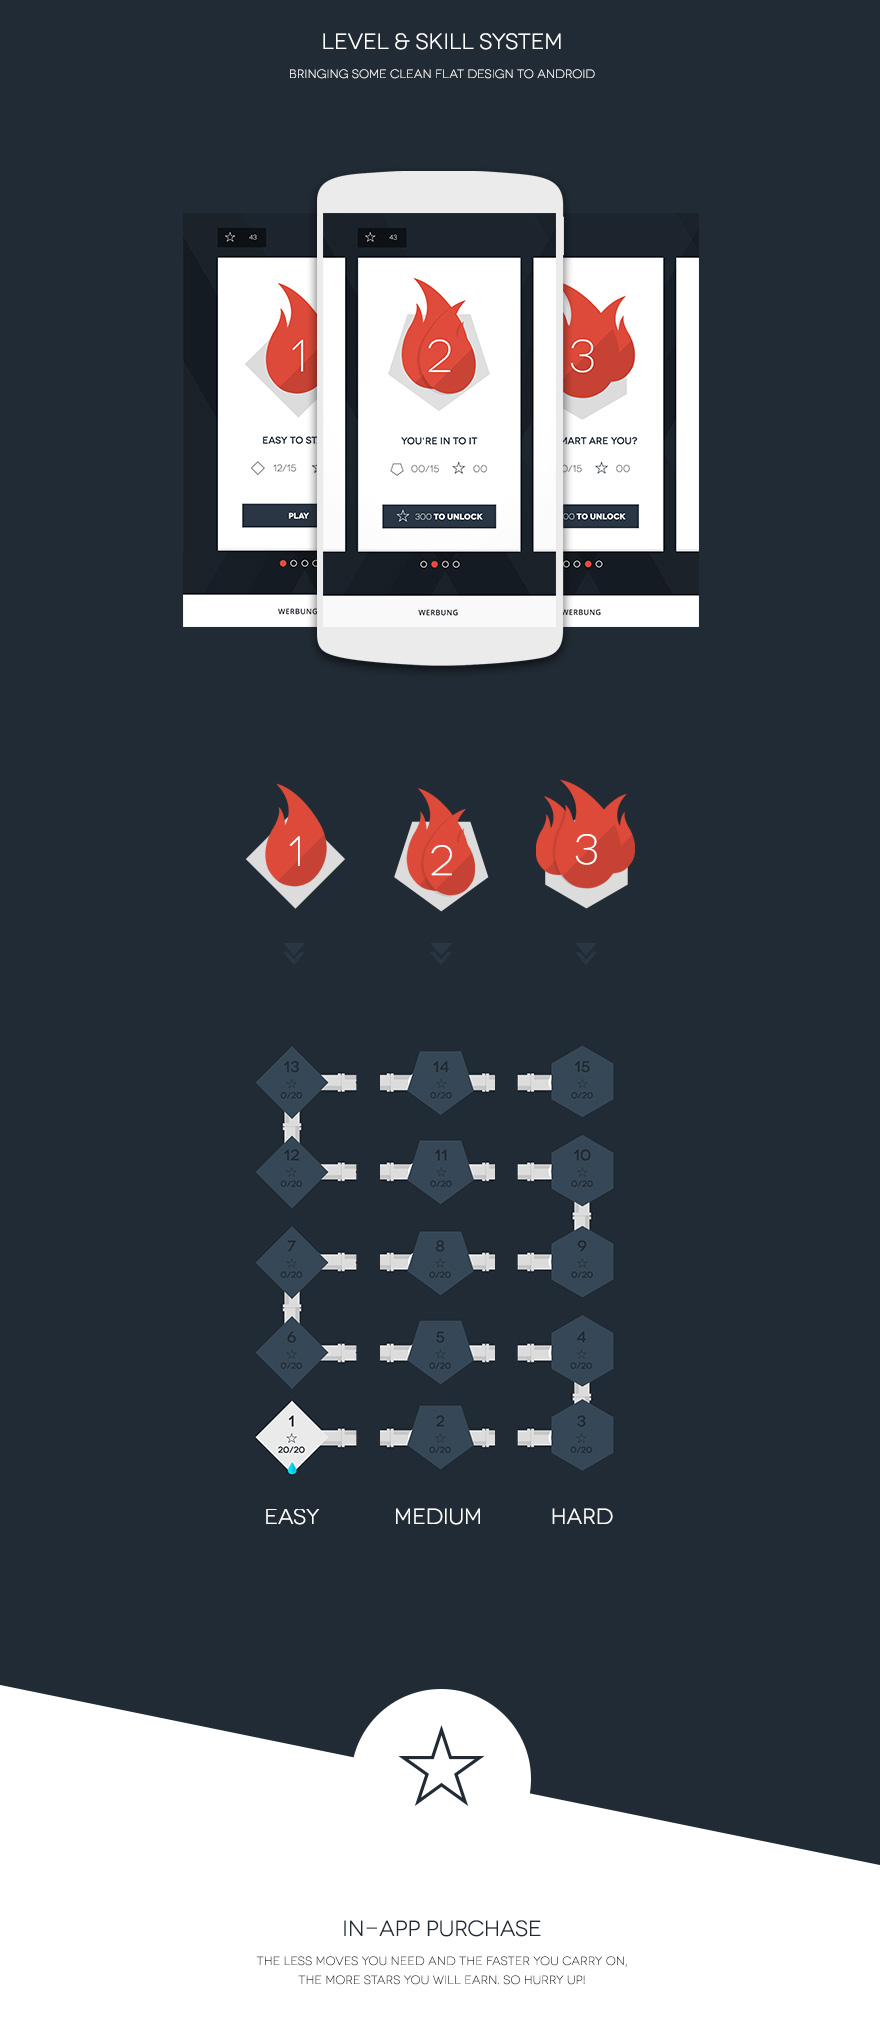 LEVEL & SKILL SYSTEM
BRINGING SOME CLEAN FLAT DESIGN TO ANDROID
43
43
1
2
3
EASY TO ST
YOU'RE IN TO IT
MART ARE YOU?
12/15
00/15 00
0/15 00
PLAY
300 TO UNLOCK
00 TO UNLOCK
WERBUNG
WERBUNG
WERBUNG
1
2
3
13
14
15
0/20
0/20
0/20
12
11
10
0/20
0/20
0/20
7
8
9
0/20
0/20
0/20
6
5
4
0/20
0/20
0/20
1
2
3
20/20
0/20
0/20
EASY
MEDIUM
HARD
IN-APP PURCHASE
THE LESS MOVES YOU NEED AND THE FASTER YOU CARRY ON,
THE MORE STARS YOU WILL EARN. SO HURRY UP!